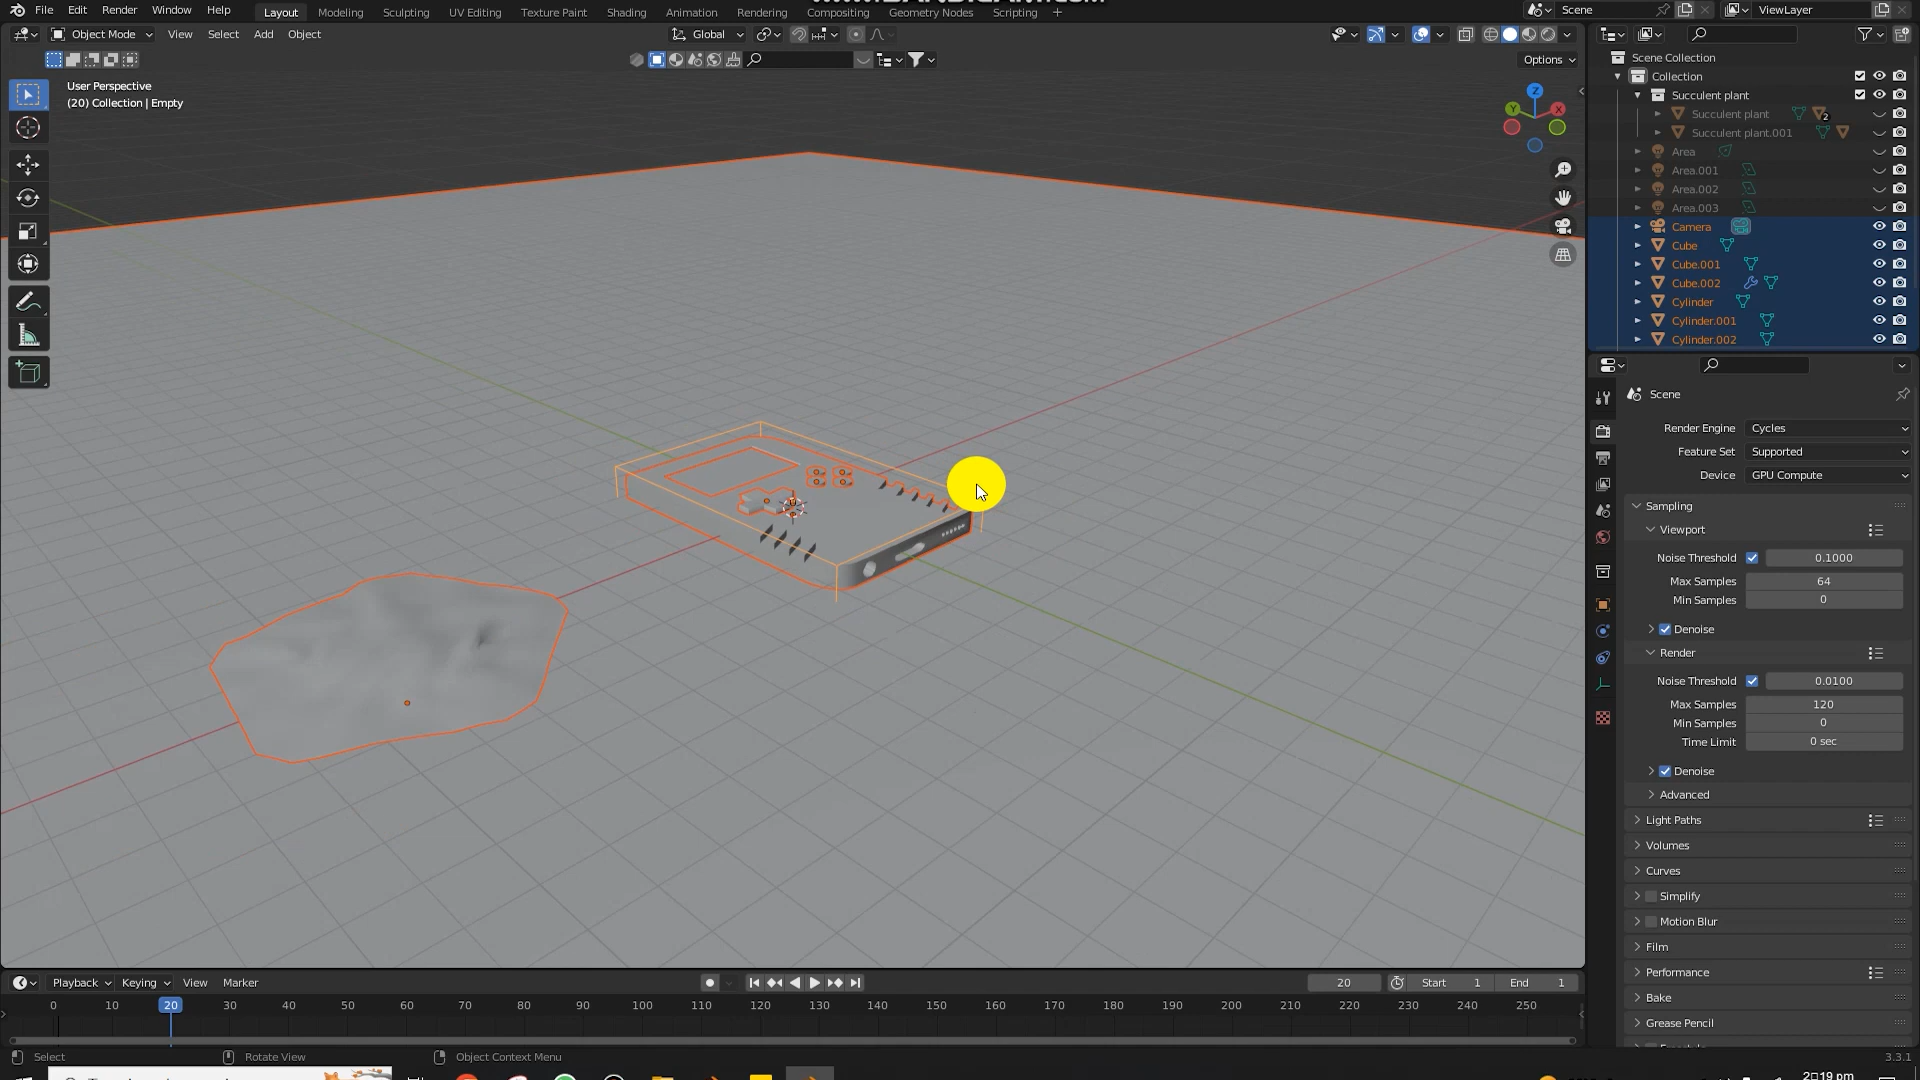 File Edit Render Window Help Layout Modeling Sculpting UV Editing Texture Paint Shading Animation Rendering Compositing Geometry Nodes Scripting + Scene ViewLayer
Object Mode View Select Add Object Global
Options
User Perspective
(20) Collection | Empty
Z
Y
X
Scene Collection
Collection
Succulent plant
Succulent plant 2
Succulent plant.001
Area
Area.001
Area.002
Area.003
Camera
Cube
Cube.001
Cube.002
Cylinder
Cylinder.001
Cylinder.002
Scene
Render Engine Cycles
Feature Set Supported
Device GPU Compute
Sampling
Viewport
Noise Threshold 0.1000
Max Samples 64
Min Samples 0
Denoise
Render
Noise Threshold 0.0100
Max Samples 120
Min Samples 0
Time Limit 0 sec
Denoise
Advanced
Light Paths
Volumes
Curves
Simplify
Motion Blur
Film
Performance
Bake
Grease Pencil
Playback Keying View Marker 20 Start 1 End 1
0 10 20 30 40 50 60 70 80 90 100 110 120 130 140 150 160 170 180 190 200 210 220 230 240 250
Select Rotate View Object Context Menu 3.3.1